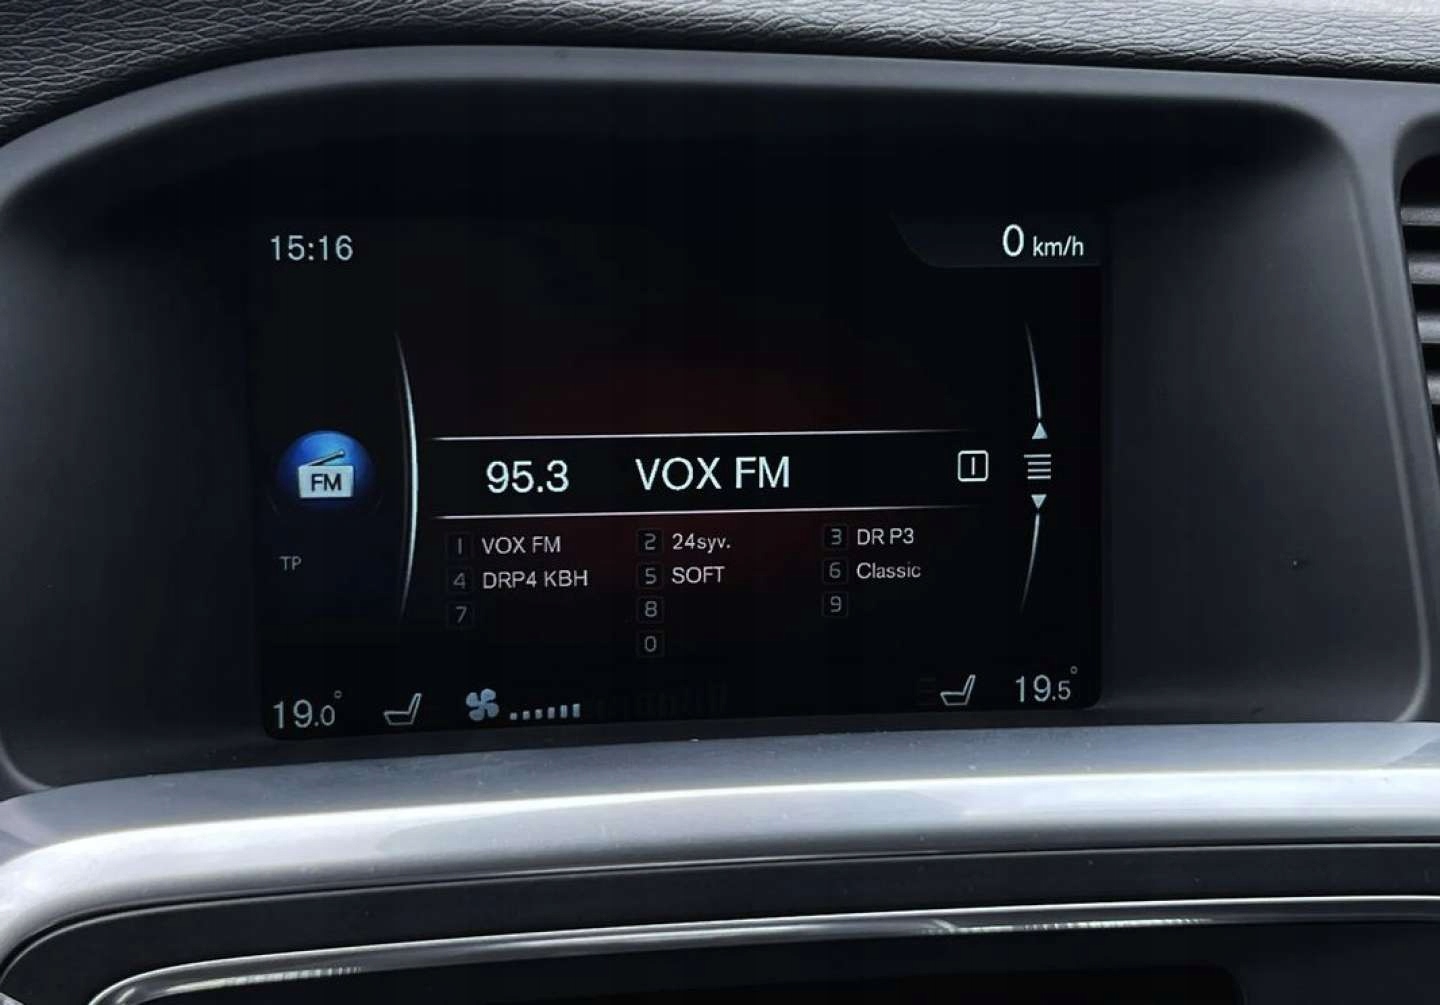 15:16
0 km/h
FM
95.3 VOX FM 1
TP
1 VOX FM 2 24syv. 3 DR P3
4 DRP4 KBH 5 SOFT 6 Classic
7 8 9
0
19.0° 19.5°